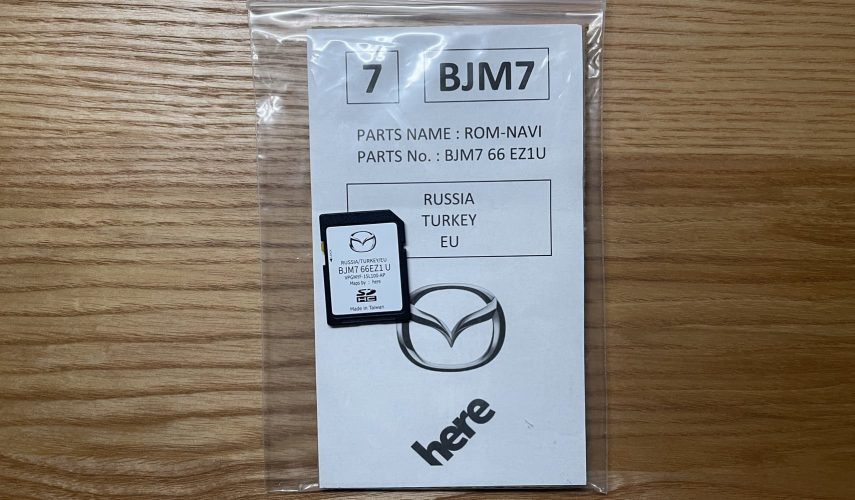 7 BJM7
PARTS NAME : ROM-NAVI
PARTS No. : BJM7 66 EZ1U
RUSSIA
TURKEY
EU
RUSSIA/TURKEY/EU
BJM7 66EZ1 U
Maps by : here
SD
HC
Made in Taiwan
here